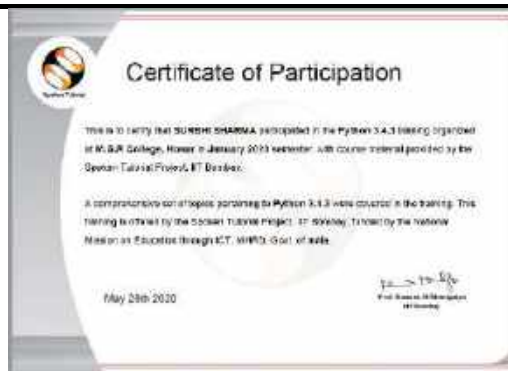 Spoken Tutorial
Certificate of Participation
This is to certify that SURBHI SHARMA participated in the Python 3.4.3 training organized
at M.G.R College, Hosur in January 2020 semester, with course material provided by the
Spoken Tutorial Project, IIT Bombay.
A comprehensive set of topics pertaining to Python 3.4.3 were covered in the training. This
training is offered by the Spoken Tutorial Project, IIT Bombay, funded by the National
Mission on Education through ICT, MHRD, Govt. of India.
May 28th 2020
IIT Bombay